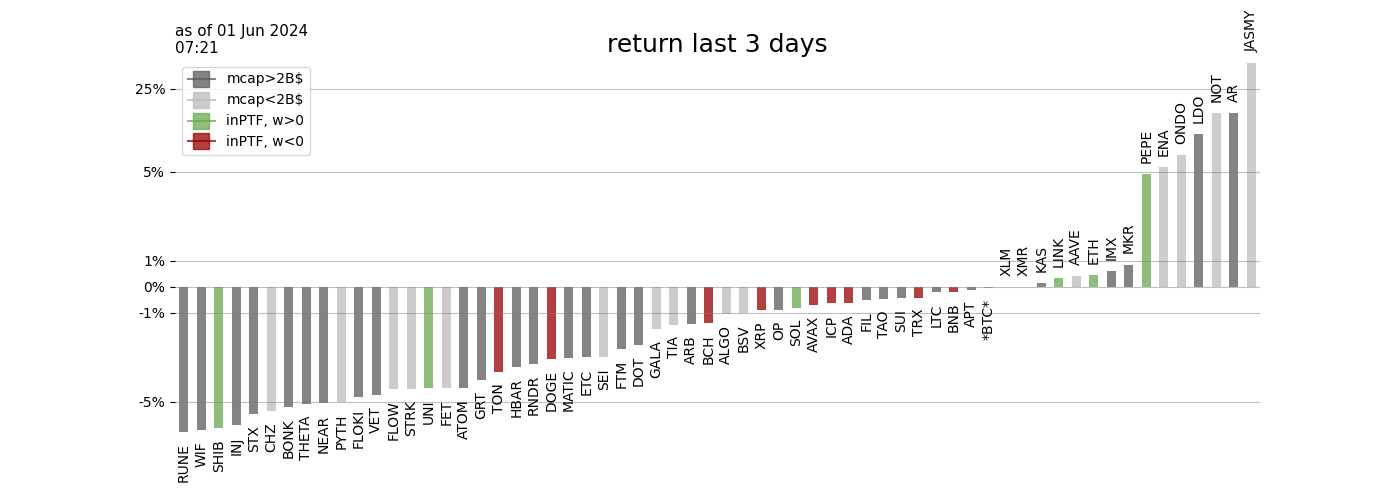 as of 01 Jun 2024
07:21
return last 3 days
mcap>2B$
mcap<2B$
inPTF, w>0
inPTF, w<0
25%
5%
1%
0%
-1%
-5%
RUNE
WIF
SHIB
INJ
STX
CHZ
BONK
THETA
NEAR
PYTH
FLOKI
VET
FLOW
STRK
UNI
FET
ATOM
GRT
TON
HBAR
RNDR
DOGE
MATIC
ETC
SEI
FTM
DOT
GALA
TIA
ARB
BCH
ALGO
BSV
XRP
OP
SOL
AVAX
ICP
ADA
FIL
TAO
SUI
TRX
LTC
BNB
APT
*BTC*
XLM
XMR
KAS
LINK
AAVE
ETH
IMX
MKR
PEPE
ENA
ONDO
LDO
NOT
AR
JASMY